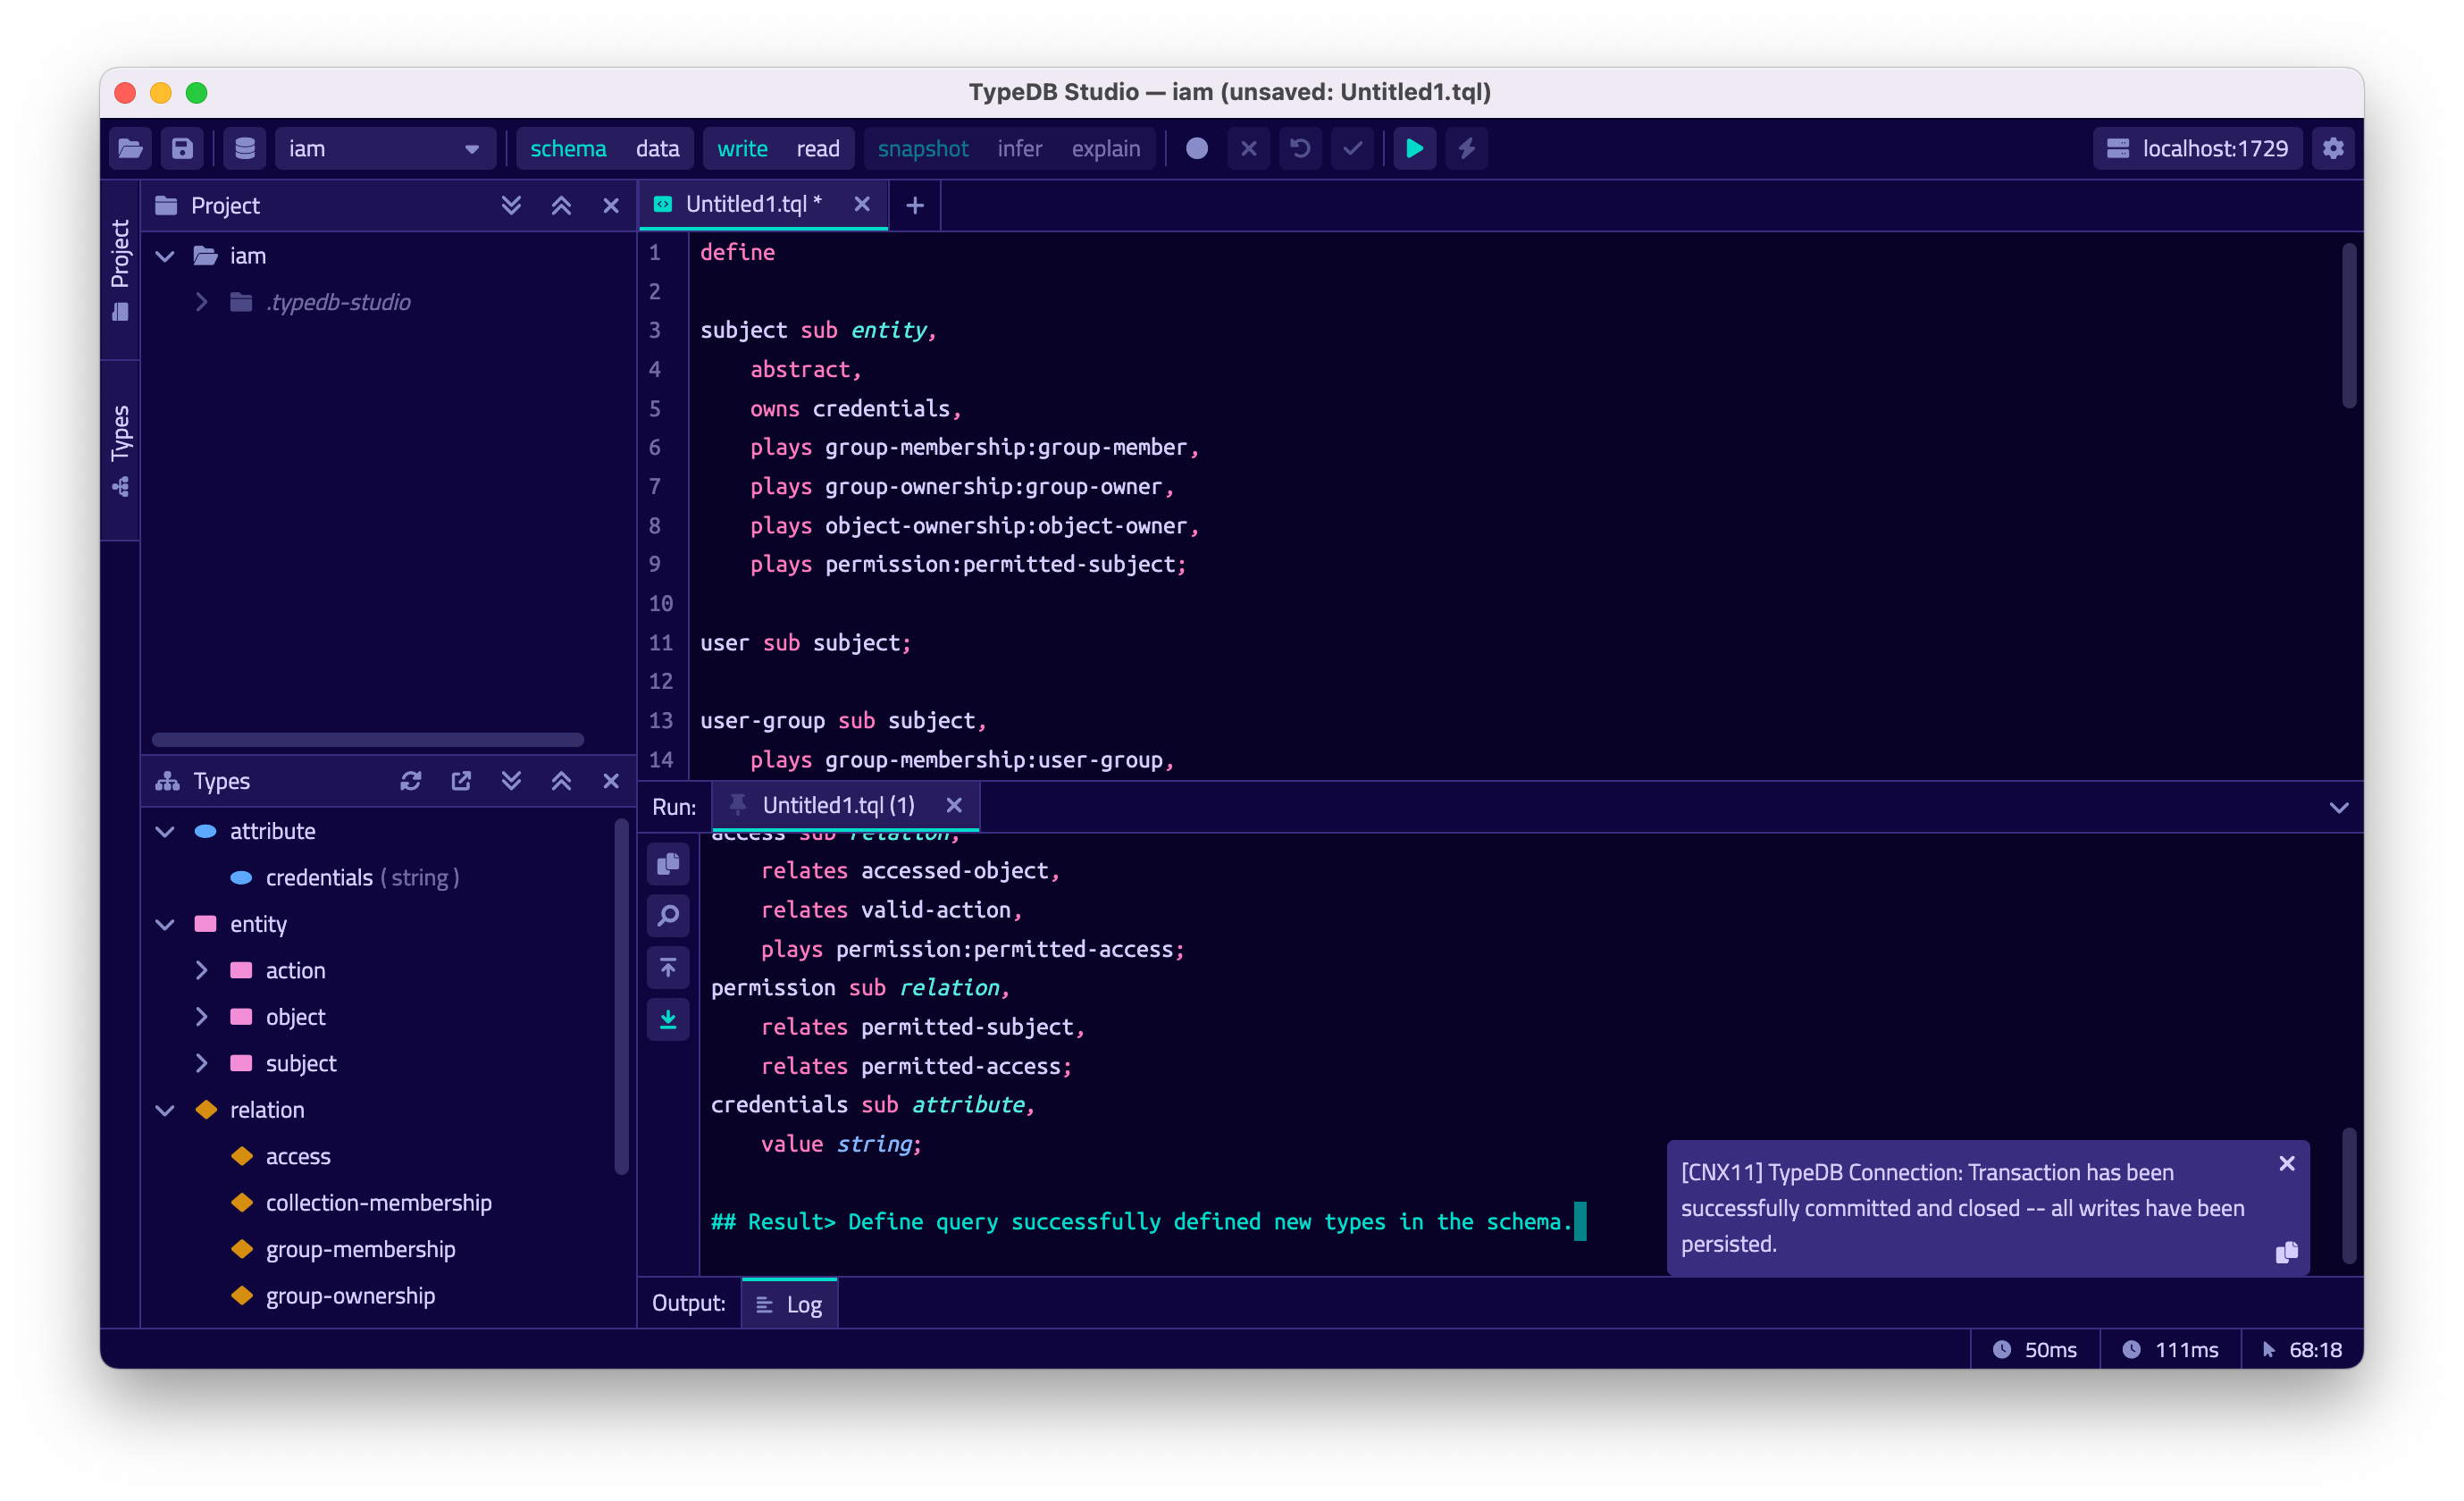 TypeDB Studio — iam (unsaved: Untitled1.tql)
iam
schema data write read snapshot infer explain
localhost:1729
Project
Types
Project
iam
.typedb-studio
Types
attribute
credentials ( string )
entity
action
object
subject
relation
access
collection-membership
group-membership
group-ownership
Untitled1.tql *
1 define
2
3 subject sub entity,
4 abstract,
5 owns credentials,
6 plays group-membership:group-member,
7 plays group-ownership:group-owner,
8 plays object-ownership:object-owner,
9 plays permission:permitted-subject;
10
11 user sub subject;
12
13 user-group sub subject,
14 plays group-membership:user-group,
Run: Untitled1.tql (1)
access sub relation,
relates accessed-object,
relates valid-action,
plays permission:permitted-access;
permission sub relation,
relates permitted-subject,
relates permitted-access;
credentials sub attribute,
value string;
## Result> Define query successfully defined new types in the schema.
[CNX11] TypeDB Connection: Transaction has been
successfully committed and closed -- all writes have been
persisted.
Output: Log
50ms 111ms 68:18